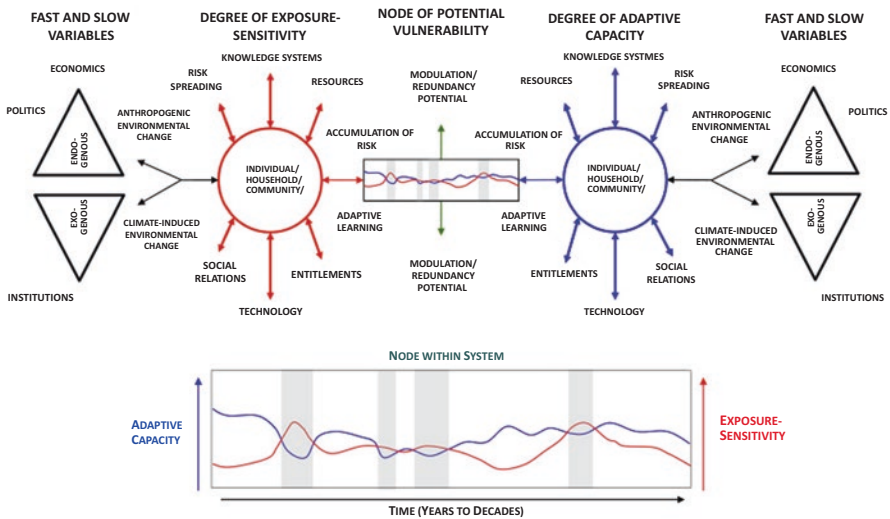 FAST AND SLOW
VARIABLES
DEGREE OF EXPOSURE-
SENSITIVITY
NODE OF POTENTIAL
VULNERABILITY
DEGREE OF ADAPTIVE
CAPACITY
FAST AND SLOW
VARIABLES
ECONOMICS
POLITICS
ENDO-
GENOUS
EXO-
GENOUS
INSTITUTIONS
ANTHROPOGENIC
ENVIRONMENTAL
CHANGE
CLIMATE-INDUCED
ENVIRONMENTAL
CHANGE
KNOWLEDGE SYSTEMS
RISK
SPREADING
RESOURCES
INDIVIDUAL/
HOUSEHOLD/
COMMUNITY/
SOCIAL
RELATIONS
ENTITLEMENTS
TECHNOLOGY
ACCUMULATION OF
RISK
ADAPTIVE
LEARNING
MODULATION/
REDUNDANCY
POTENTIAL
MODULATION/
REDUNDANCY
POTENTIAL
ACCUMULATION OF
RISK
ADAPTIVE
LEARNING
KNOWLEDGE SYSTMES
RESOURCES
RISK
SPREADING
INDIVIDUAL/
HOUSEHOLD/
COMMUNITY/
ENTITLEMENTS
SOCIAL
RELATIONS
TECHNOLOGY
ANTHROPOGENIC
ENVIRONMENTAL
CHANGE
CLIMATE-INDUCED
ENVIRONMENTAL
CHANGE
ECONOMICS
POLITICS
ENDO-
GENOUS
EXO-
GENOUS
INSTITUTIONS
NODE WITHIN SYSTEM
ADAPTIVE
CAPACITY
EXPOSURE-
SENSITIVITY
TIME (YEARS TO DECADES)